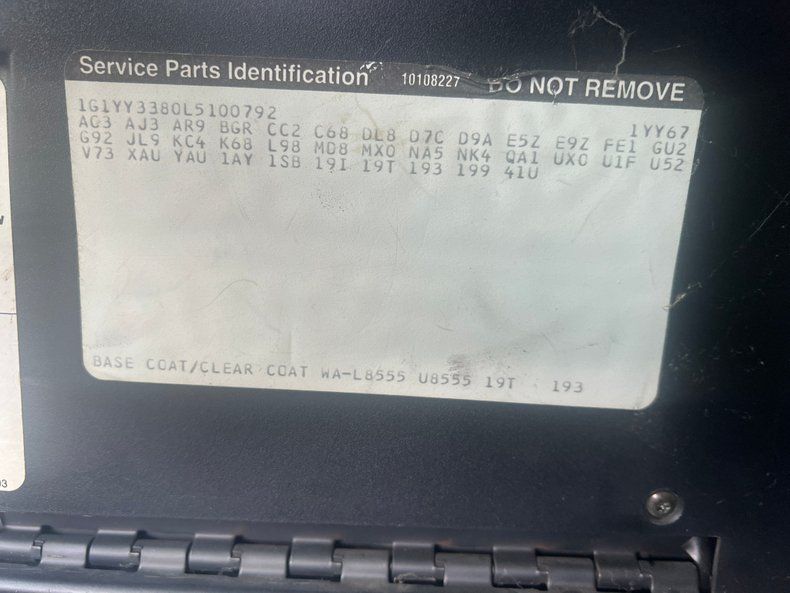 Service Parts Identification 10108227 DO NOT REMOVE
1G1YY3380L5100792 1YY67
AC3 AJ3 AR9 BGR CC2 C68 DL8 D7C D9A E5Z E9Z FE1 GU2
G92 JL9 KC4 K68 L98 MD8 MX0 NA5 NK4 QA1 UX0 U1F U52
V73 XAU YAU 1AY 1SB 19I 19T 193 199 41U
BASE COAT/CLEAR COAT WA-L8555 U8555 19T 193